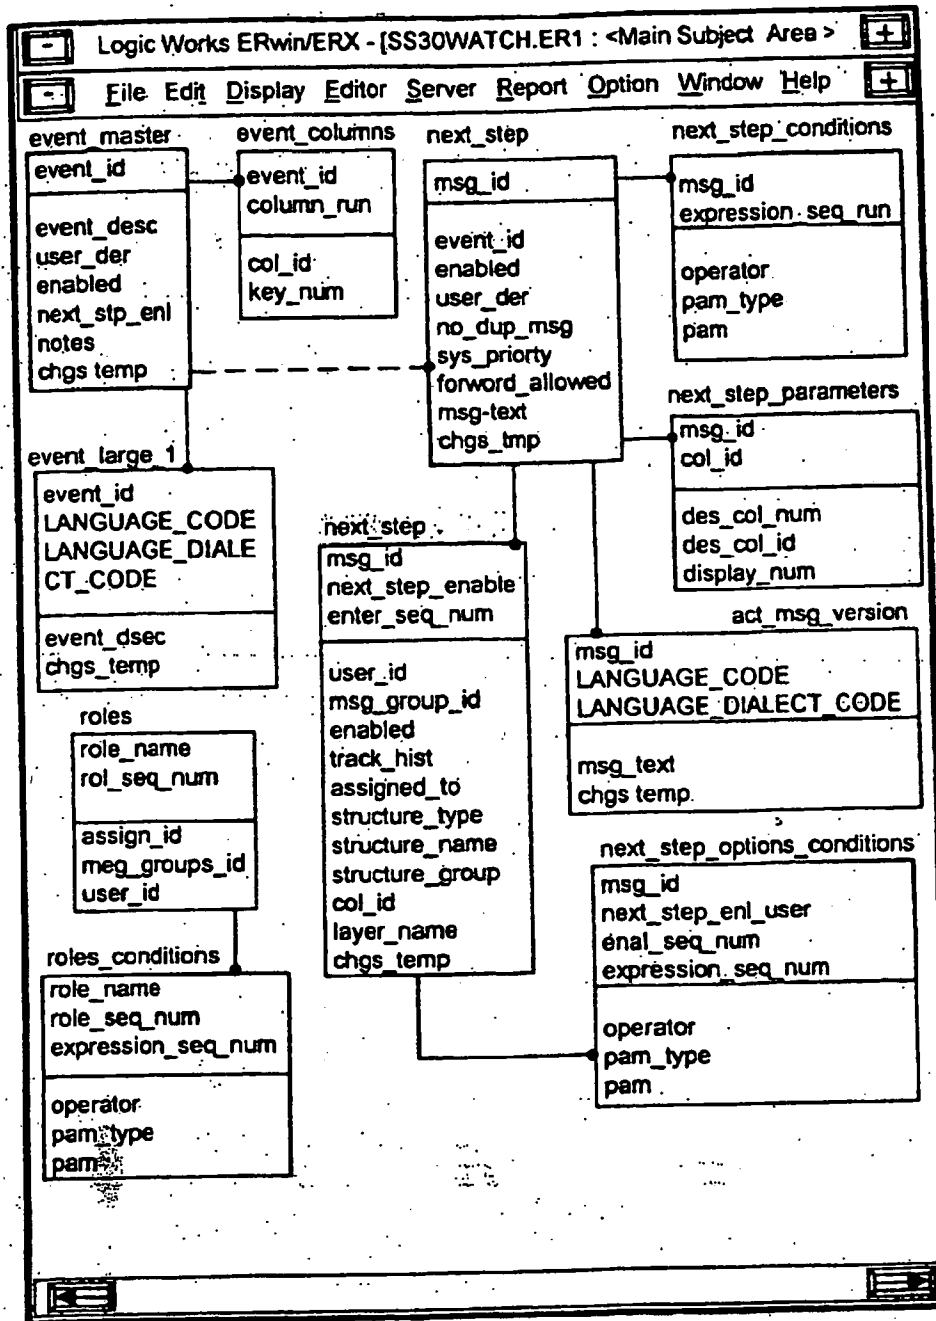 Logic Works ERwin/ERX - [SS30WATCH.ER1 : <Main Subject Area >
File Edit Display Editor Server Report Option Window Help
event_master
event_id
event_desc
user_der
enabled
next_stp_enl
notes
chgs temp
event_columns
event_id
column_run
col_id
key_num
next_step
msg_id
event_id
enabled
user_der
no_dup_msg
sys_priorty
forword_allowed
msg-text
chgs_tmp
next_step_conditions
msg_id
expression seq_run
operator
pam_type
pam
next_step_parameters
msg_id
col_id
des_col_num
des_col_id
display_num
event_large_1
event_id
LANGUAGE_CODE
LANGUAGE_DIALE
CT_CODE
event_dsec
chgs_temp
next_step
msg_id
next_step_enable
enter_seq_num
user_id
msg_group_id
enabled
track_hist
assigned_to
structure_type
structure_name
structure_group
col_id
layer_name
chgs_temp
act_msg_version
msg_id
LANGUAGE_CODE
LANGUAGE_DIALECT_CODE
msg_text
chgs temp
roles
role_name
rol_seq_num
assign_id
meg_groups_id
user_id
next_step_options_conditions
msg_id
next_step_enl_user
enal_seq_num
expression_seq_num
operator
pam_type
pam
roles_conditions
role_name
role_seq_num
expression_seq_num
operator
pam_type
pam